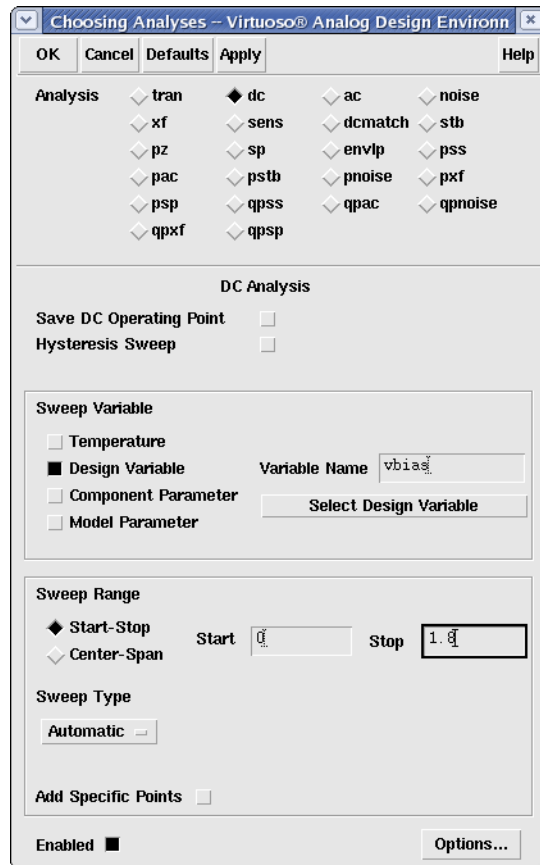 Choosing Analyses -- Virtuoso® Analog Design Environn
OK Cancel Defaults Apply Help
Analysis tran dc ac noise
xf sens dcmatch stb
pz sp envlp pss
pac pstb pnoise pxf
psp qpss qpac qpnoise
qpxf qpsp
DC Analysis
Save DC Operating Point
Hysteresis Sweep
Sweep Variable
Temperature
Design Variable Variable Name vbias
Component Parameter Select Design Variable
Model Parameter
Sweep Range
Start-Stop Start 0 Stop 1.8
Center-Span
Sweep Type
Automatic
Add Specific Points
Enabled Options...